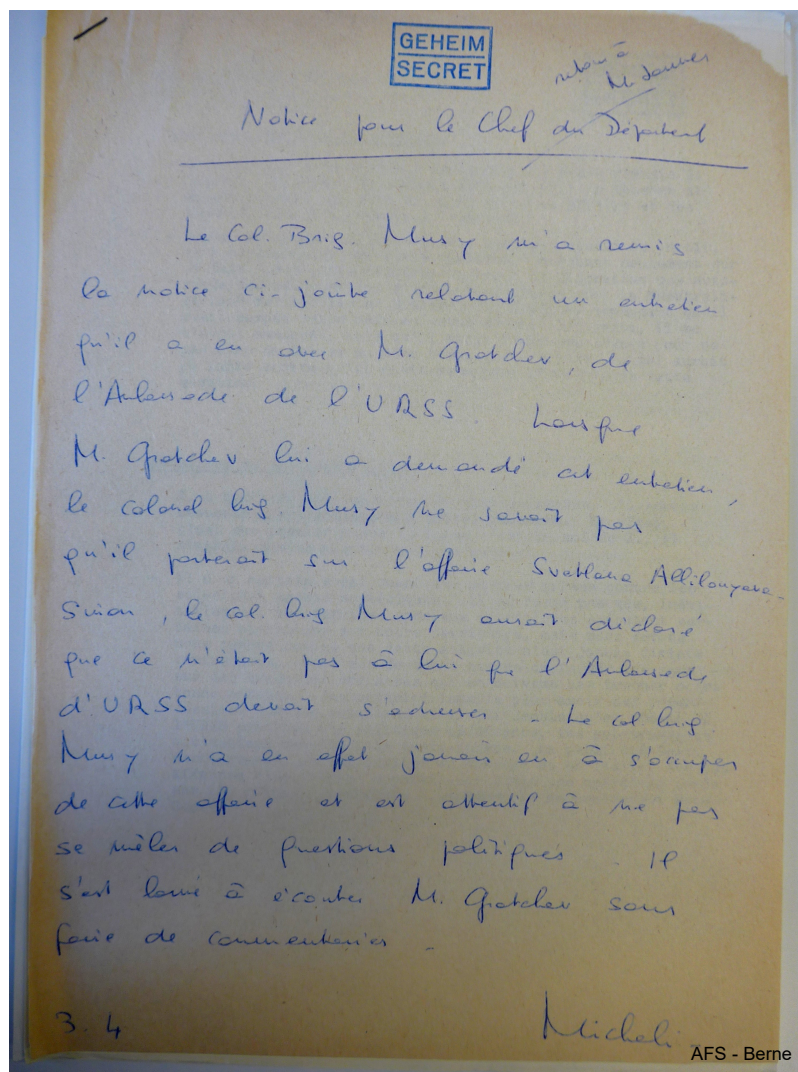 GEHEIM
SECRET
retour à
M. Janner
Notice pour le Chef du Département
Le Col. Brig. Musy m'a remis
la notice ci-jointe relatant un entretien
qu'il a eu avec M. Gratchev, de
l'Ambassade de l'URSS. Lorsque
M. Gratchev lui a demandé cet entretien,
le colonel brig. Musy ne savait pas
qu'il porterait sur l'affaire Svetlana Allilouyeva.
Sinon, le col. brig. Musy aurait déclaré
que ce n'était pas à lui que l'Ambassade
d'URSS devait s'adresser. Le col. brig.
Musy n'a en effet jamais eu à s'occuper
de cette affaire et est attentif à ne pas
se mêler de questions politiques. Il
s'est borné à écouter M. Gratchev sans
faire de commentaires.
3. 4
Micheli
AFS - Berne